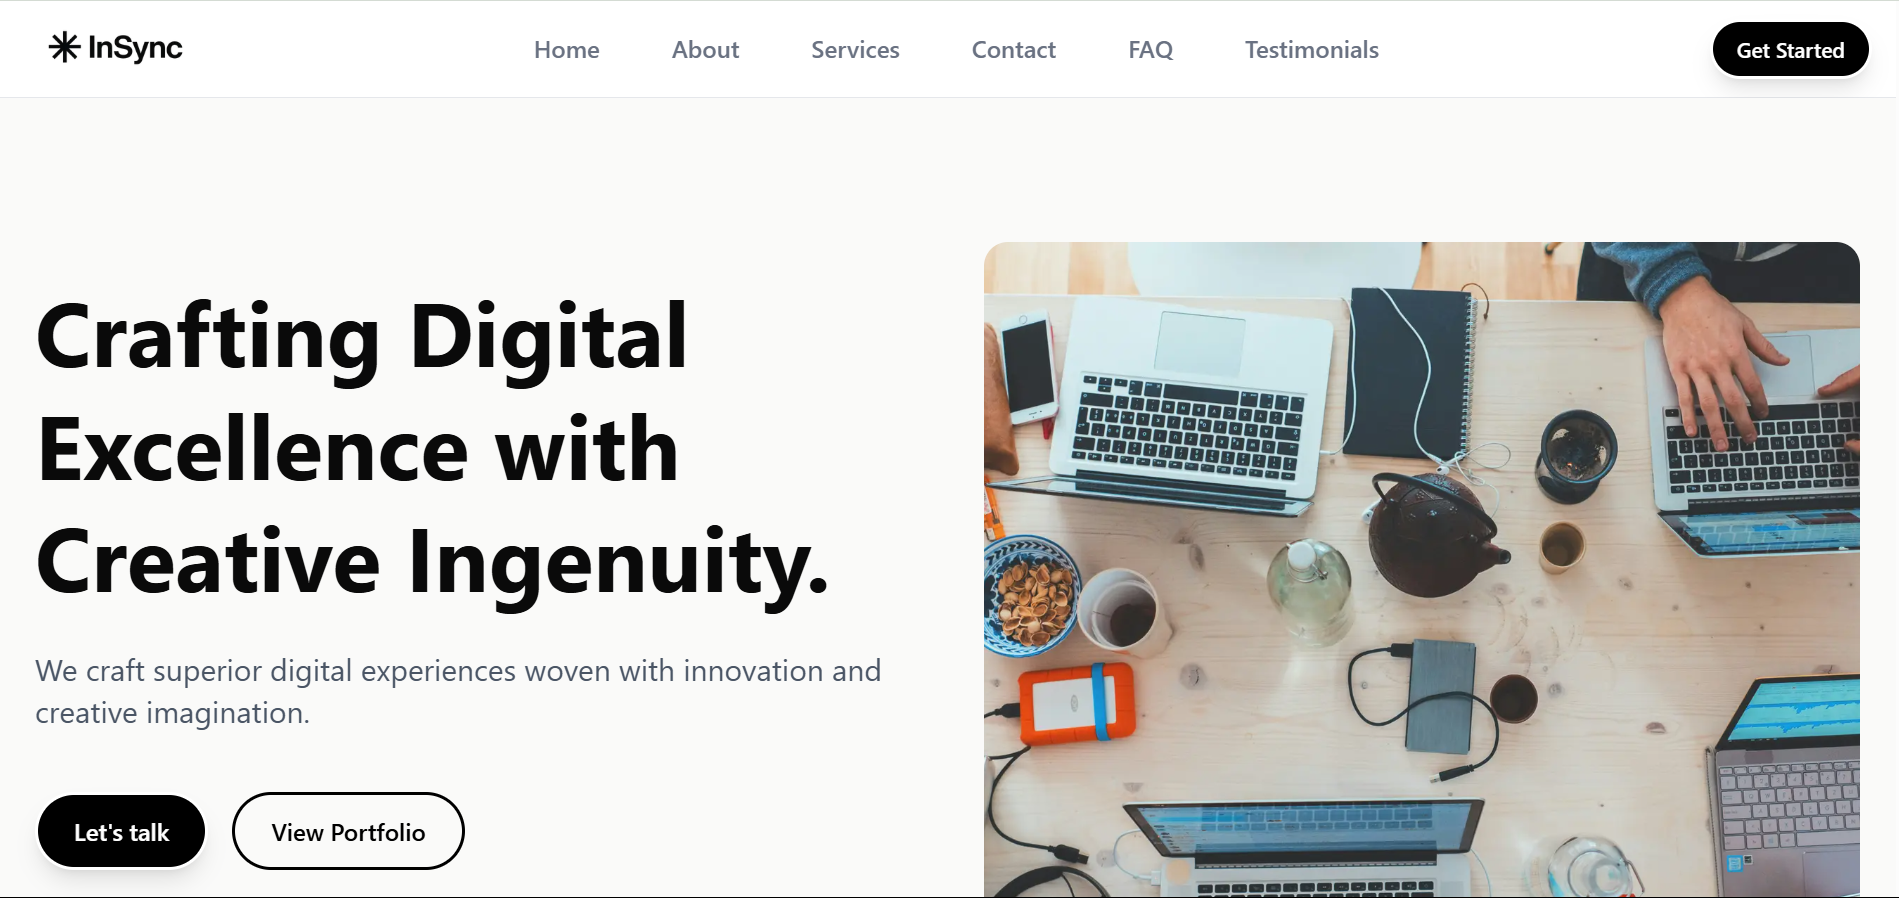 InSync
Home About Services Contact FAQ Testimonials
Get Started
Crafting Digital
Excellence with
Creative Ingenuity.
We craft superior digital experiences woven with innovation and
creative imagination.
Let's talk
View Portfolio